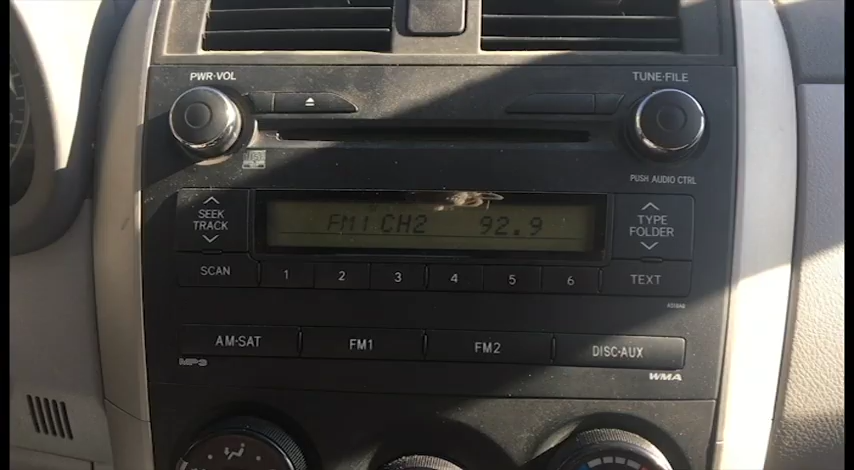 PWR·VOL
TUNE·FILE
PUSH AUDIO CTRL
SEEK
TRACK
FM1 CH2 92.9
TYPE
FOLDER
SCAN
1 2 3 4 5 6
TEXT
AM·SAT
FM1
FM2
DISC·AUX
MP3
WMA